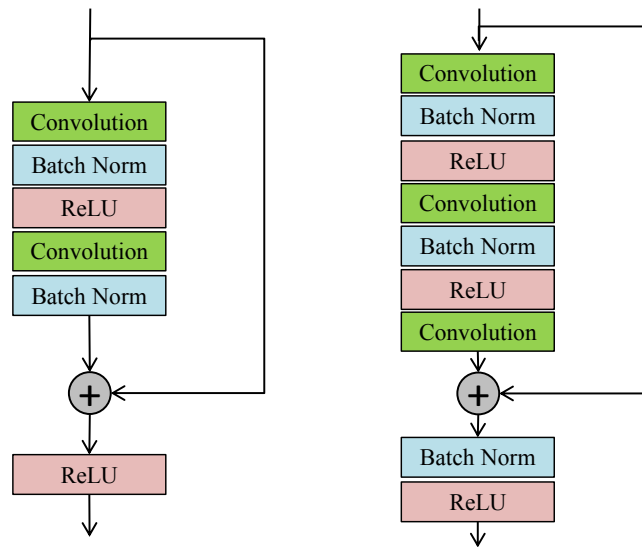 Convolution
Batch Norm
ReLU
Convolution
Batch Norm
+
ReLU
Convolution
Batch Norm
ReLU
Convolution
Batch Norm
ReLU
Convolution
+
Batch Norm
ReLU